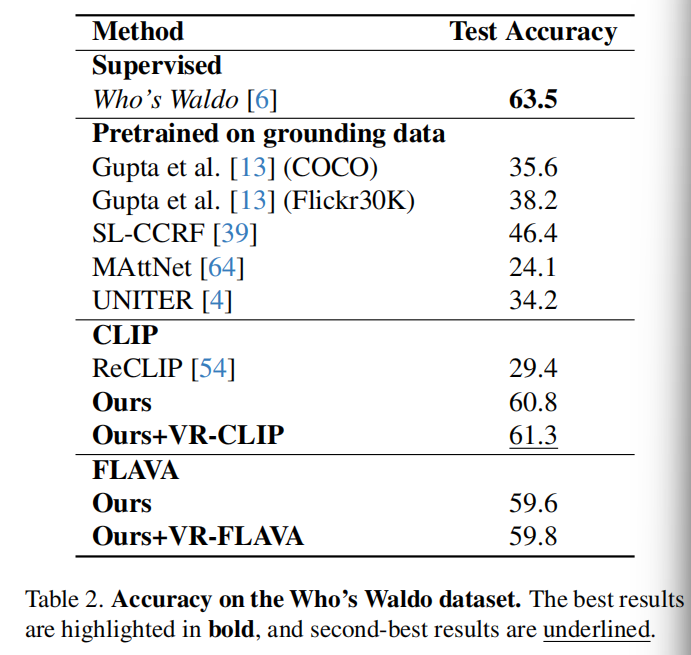 Method Test Accuracy
Supervised
Who's Waldo [6] 63.5
Pretrained on grounding data
Gupta et al. [13] (COCO) 35.6
Gupta et al. [13] (Flickr30K) 38.2
SL-CCRF [39] 46.4
MAttNet [64] 24.1
UNITER [4] 34.2
CLIP
ReCLIP [54] 29.4
Ours 60.8
Ours+VR-CLIP 61.3
FLAVA
Ours 59.6
Ours+VR-FLAVA 59.8
Table 2. Accuracy on the Who's Waldo dataset. The best results
are highlighted in bold, and second-best results are underlined.